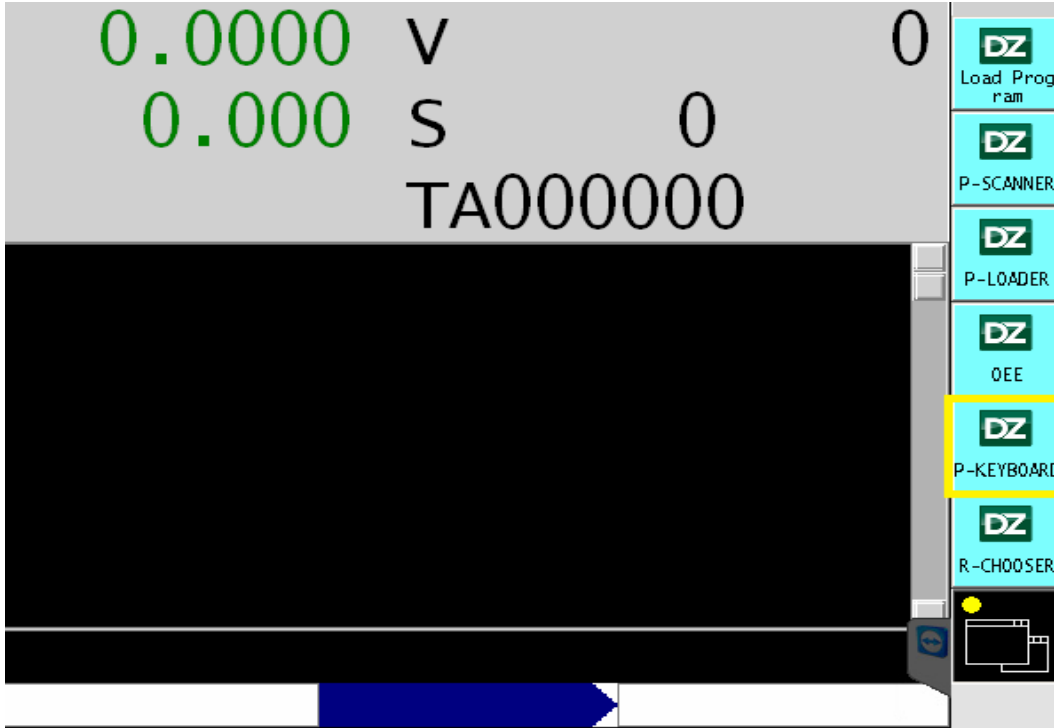 0.0000 V 0
0.000 S 0
TA000000
DZ
Load Prog
ram
DZ
P-SCANNER
DZ
P-LOADER
DZ
OEE
DZ
P-KEYBOARD
DZ
R-CHOOSER